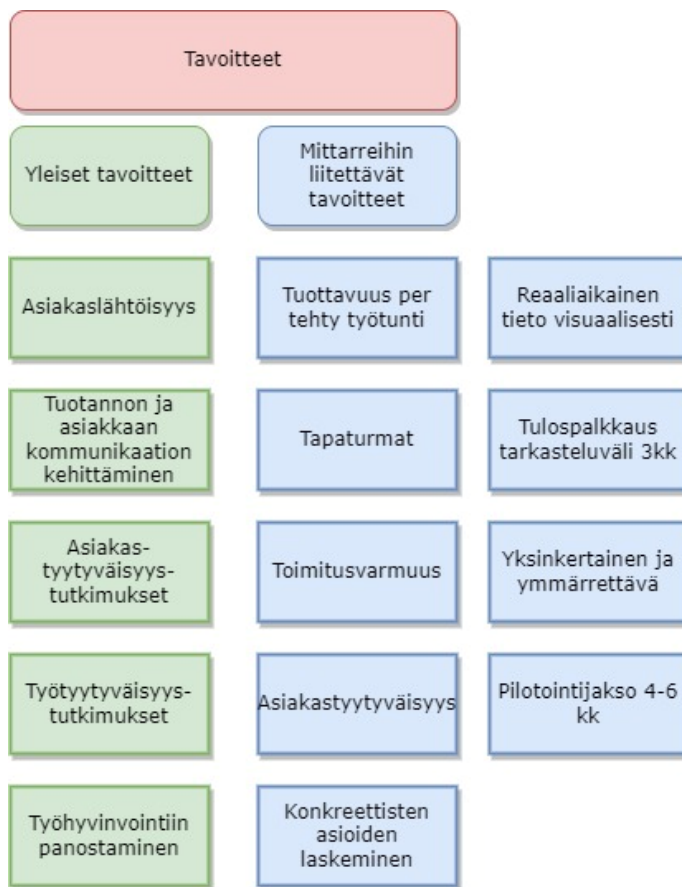 Tavoitteet
Yleiset tavoitteet
Mittarreihin
liitettävät
tavoitteet
Asiakaslähtöisyys
Tuottavuus per
tehty työtunti
Reaaliaikainen
tieto visuaalisesti
Tuotannon ja
asiakkaan
kommunikaation
kehittäminen
Tapaturmat
Tulospalkkaus
tarkasteluväli 3kk
Asiakas-
tyytyväisyys-
tutkimukset
Toimitusvarmuus
Yksinkertainen ja
ymmärrettävä
Työtyytyväisyys-
tutkimukset
Asiakastyytyväisyys
Pilotointijakso 4-6
kk
Työhyvinvointiin
panostaminen
Konkreettisten
asioiden
laskeminen